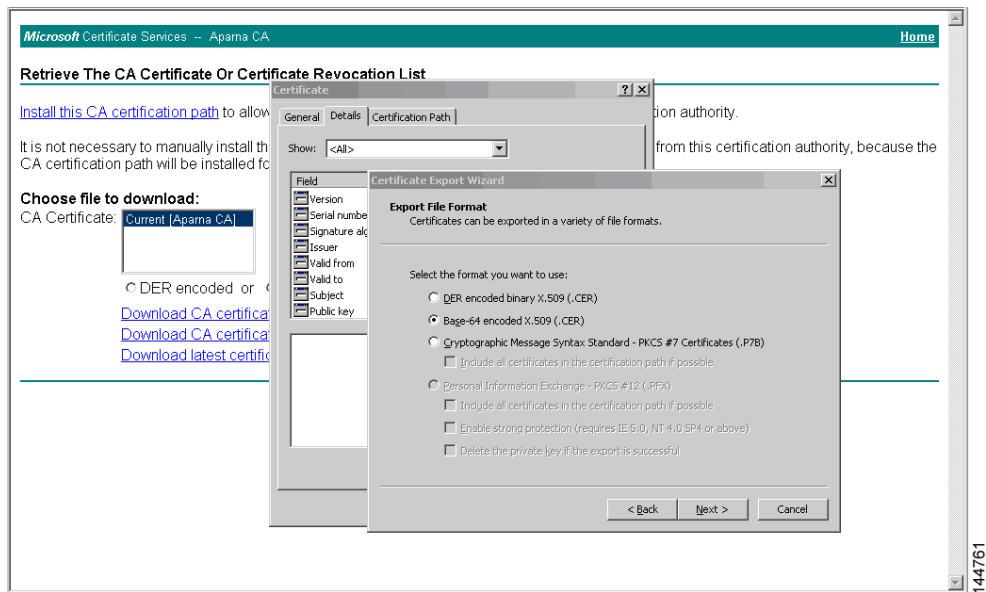 Microsoft Certificate Services -- Aparna CA Home
Retrieve The CA Certificate Or Certificate Revocation List
Install this CA certification path to allow
tion authority.
It is not necessary to manually install th
from this certification authority, because the
CA certification path will be installed fo
Choose file to download:
CA Certificate: Current [Aparna CA]
DER encoded or
Download CA certifica
Download CA certifica
Download latest certific
Certificate
General Details Certification Path
Show: <All>
Field
Version
Serial numbe
Signature alg
Issuer
Valid from
Valid to
Subject
Public key
Certificate Export Wizard
Export File Format
Certificates can be exported in a variety of file formats.
Select the format you want to use:
DER encoded binary X.509 (.CER)
Base-64 encoded X.509 (.CER)
Cryptographic Message Syntax Standard - PKCS #7 Certificates (.P7B)
Include all certificates in the certification path if possible
Personal Information Exchange - PKCS #12 (.PFX)
Include all certificates in the certification path if possible
Enable strong protection (requires IE 5.0, NT 4.0 SP4 or above)
Delete the private key if the export is successful
< Back Next > Cancel
144761